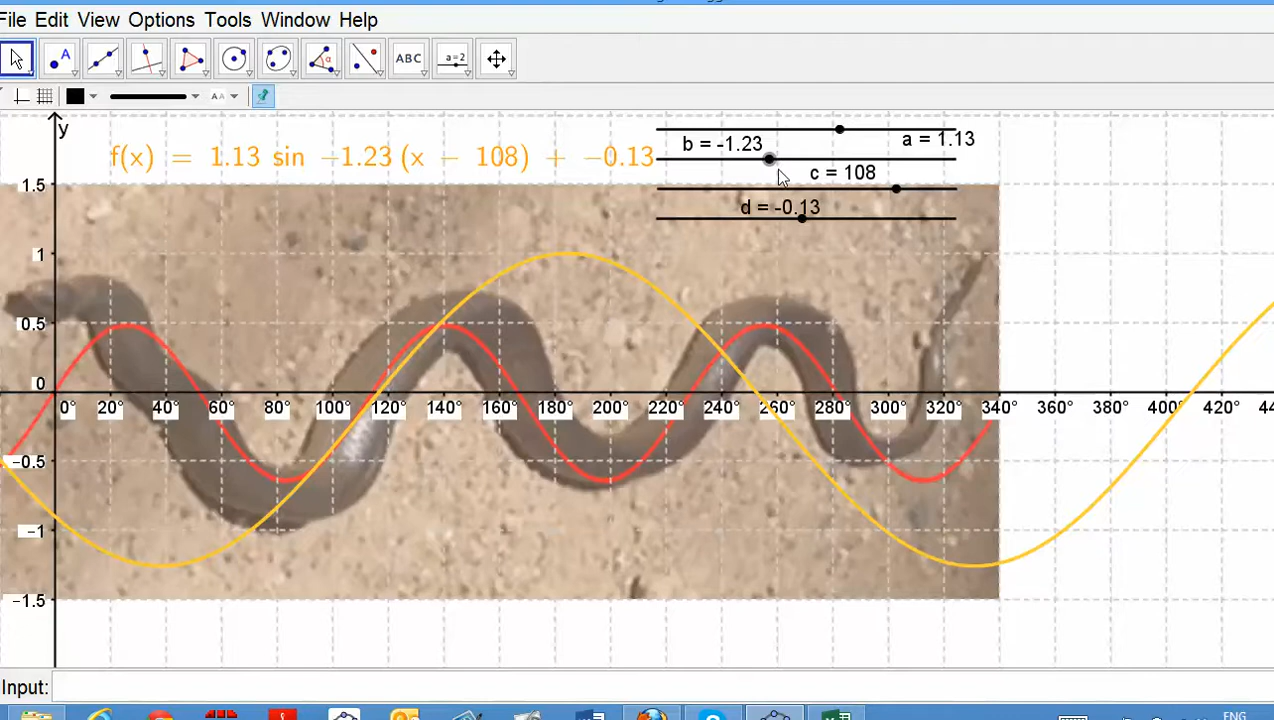 File Edit View Options Tools Window Help
A ABC a=2
AA
y
f(x) = 1.13 sin −1.23 (x − 108) + −0.13
b = -1.23
a = 1.13
c = 108
d = -0.13
1.5
1
0.5
0
0° 20° 40° 60° 80° 100° 120° 140° 160° 180° 200° 220° 240° 260° 280° 300° 320° 340° 360° 380° 400° 420° 44
−0.5
−1
−1.5
Input:
ENG